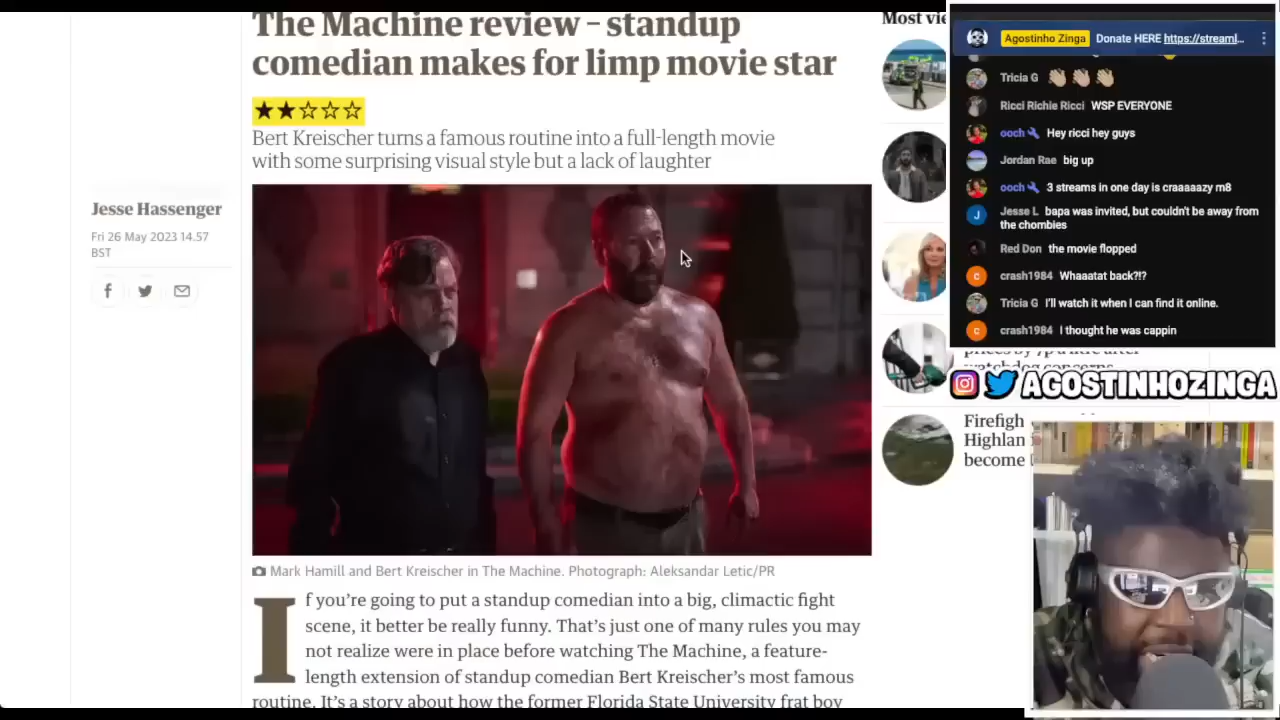 The Machine review – standup
comedian makes for limp movie star
Bert Kreischer turns a famous routine into a full-length movie
with some surprising visual style but a lack of laughter
Jesse Hassenger
Fri 26 May 2023 14.57
BST
Mark Hamill and Bert Kreischer in The Machine. Photograph: Aleksandar Letic/PR
If you’re going to put a standup comedian into a big, climactic fight
scene, it better be really funny. That’s just one of many rules you may
not realize were in place before watching The Machine, a feature-
length extension of standup comedian Bert Kreischer’s most famous
routine. It’s a story about how the former Florida State University frat boy
Most vie
Agostinho Zinga Donate HERE https://streaml...
Tricia G
Ricci Richie Ricci WSP EVERYONE
ooch Hey ricci hey guys
Jordan Rae big up
ooch 3 streams in one day is craaaazy m8
Jesse L bapa was invited, but couldn't be away from
the chombies
Red Don the movie flopped
crash1984 Whaaatat back?!?
Tricia G I'll watch it when I can find it online.
crash1984 I thought he was cappin
AGOSTINHOZINGA
Firefigh
Highlan
become